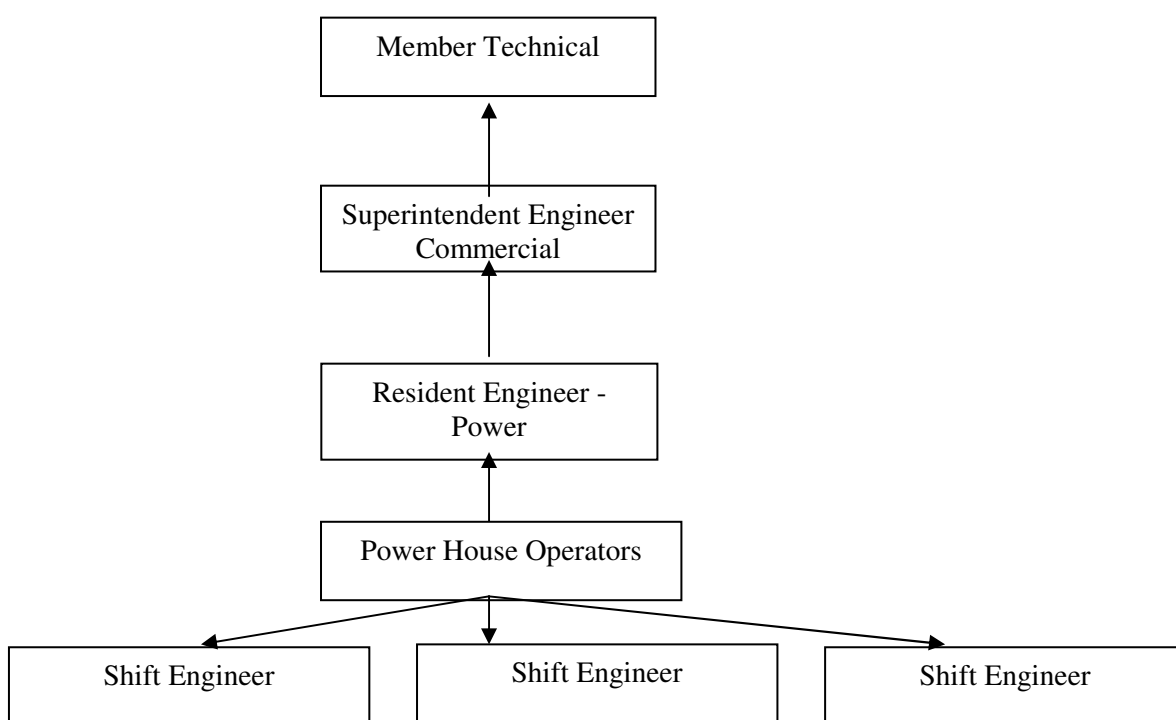 Member Technical
Superintendent Engineer
Commercial
Resident Engineer -
Power
Power House Operators
Shift Engineer
Shift Engineer
Shift Engineer